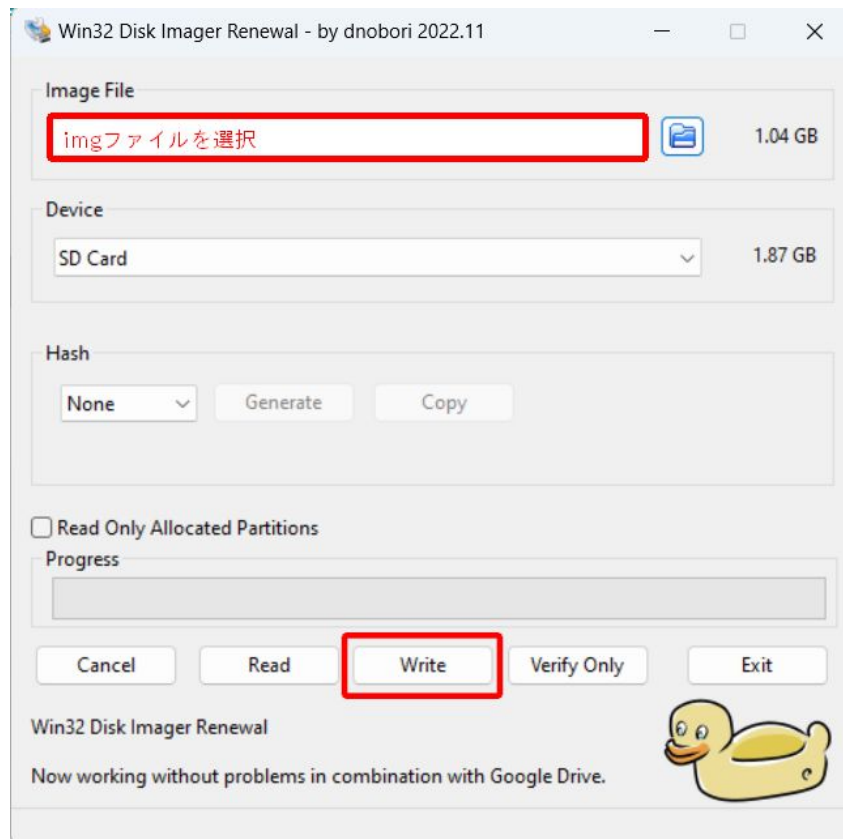 Win32 Disk Imager Renewal - by dnobori 2022.11
Image File
imgファイルを選択
1.04 GB
Device
SD Card
1.87 GB
Hash
None
Generate
Copy
Read Only Allocated Partitions
Progress
Cancel
Read
Write
Verify Only
Exit
Win32 Disk Imager Renewal
Now working without problems in combination with Google Drive.